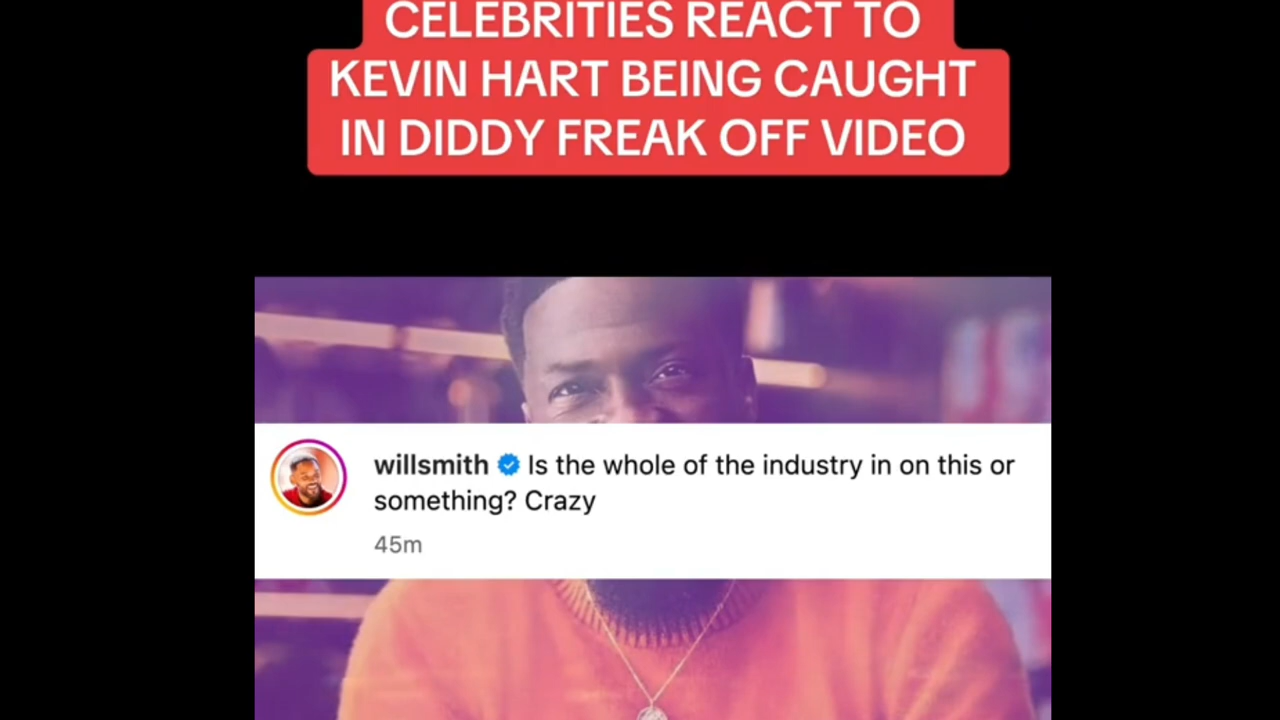 CELEBRITIES REACT TO
KEVIN HART BEING CAUGHT
IN DIDDY FREAK OFF VIDEO
willsmith Is the whole of the industry in on this or
something? Crazy
45m